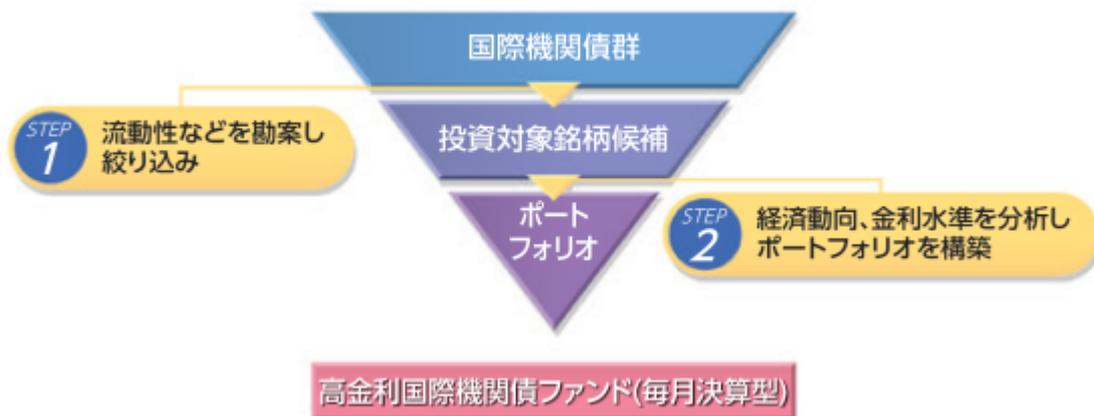 国際機関債群
STEP
1
流動性などを勘案し
絞り込み
投資対象銘柄候補
ポート
フォリオ
STEP
2
経済動向、金利水準を分析し
ポートフォリオを構築
高金利国際機関債ファンド(毎月決算型)